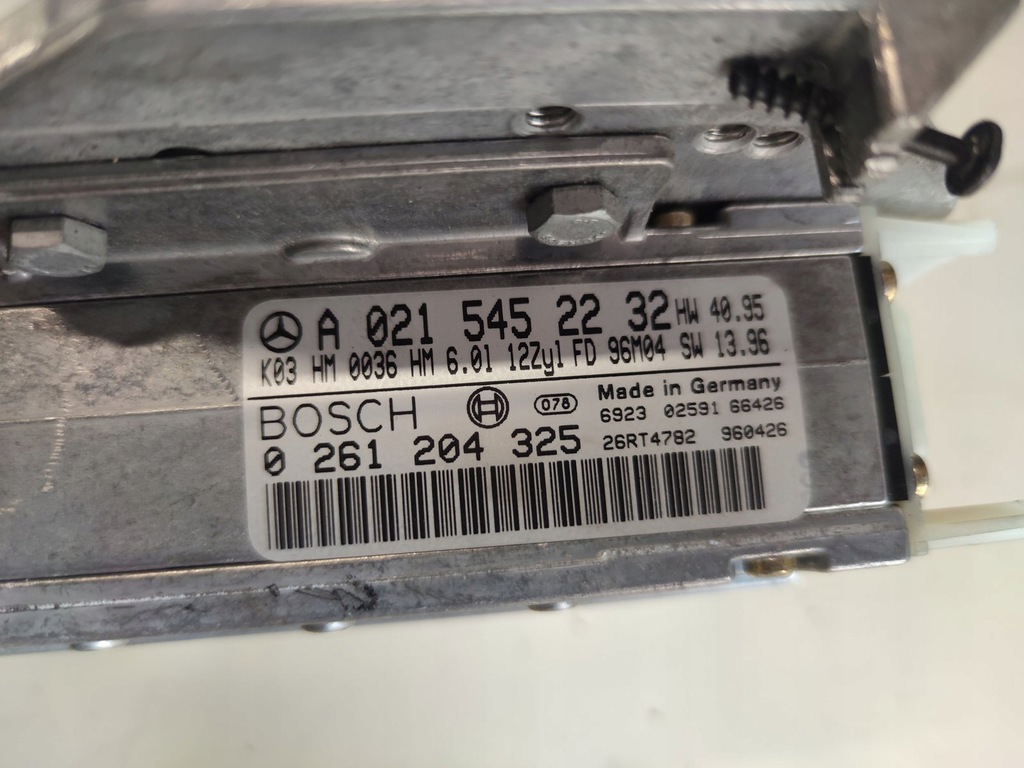 A 021 545 22 32 HW 40.95
K03 HM 0036 HM 6.01 12Zyl FD 96M04 SW 13.96
BOSCH 078 Made in Germany
6923 02591 66426
0 261 204 325 26RT4782 960426